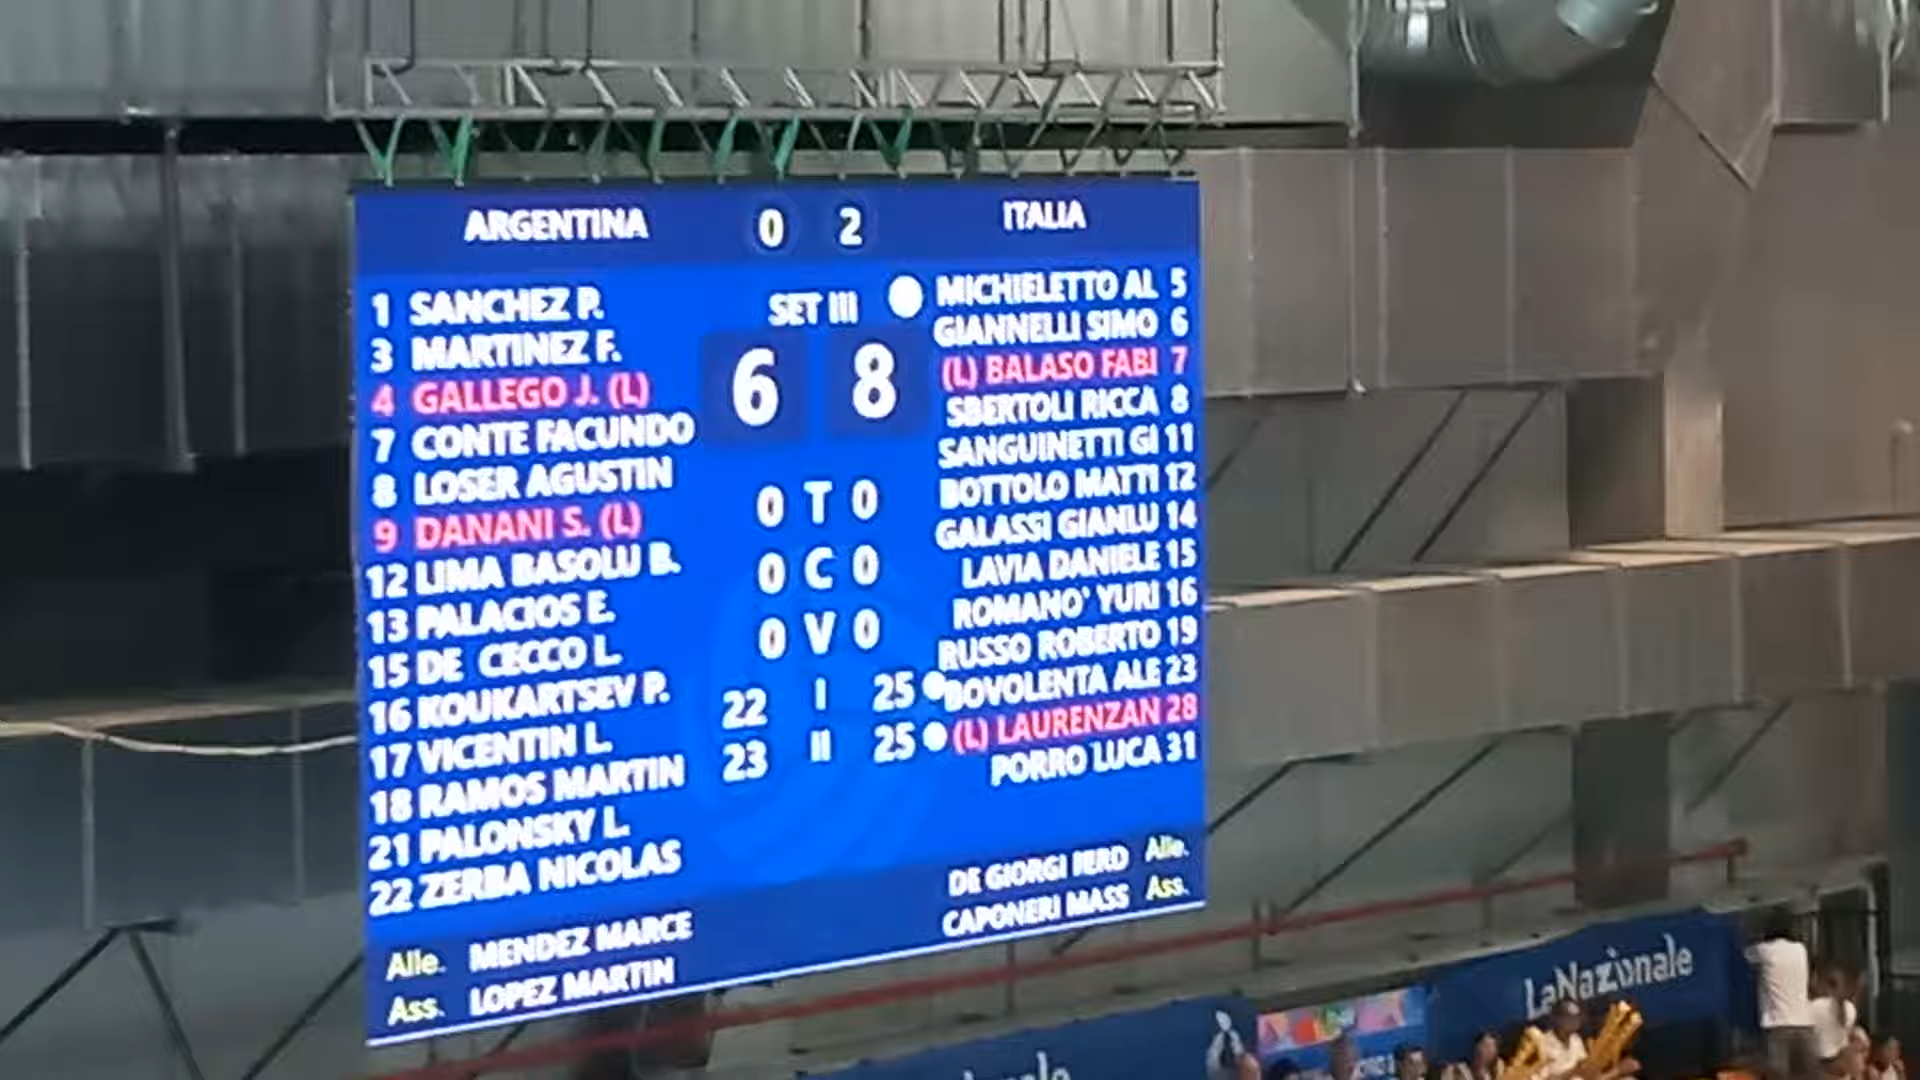 ARGENTINA 0 2 ITALIA
SET III
6 8
0 T 0
0 C 0
0 V 0
22 I 25
23 II 25
1 SANCHEZ P.
3 MARTINEZ F.
4 GALLEGO J. (L)
7 CONTE FACUNDO
8 LOSER AGUSTIN
9 DANANI S. (L)
12 LIMA BASOLU B.
13 PALACIOS E.
15 DE CECCO L.
16 KOUKARTSEV P.
17 VICENTIN L.
18 RAMOS MARTIN
21 PALONSKY L.
22 ZERBA NICOLAS
Alle. MENDEZ MARCE
Ass. LOPEZ MARTIN
MICHIELETTO AL 5
GIANNELLI SIMO 6
(L) BALASO FABI 7
SBERTOLI RICCA 8
SANGUINETTI GI 11
BOTTOLO MATTI 12
GALASSI GIANLU 14
LAVIA DANIELE 15
ROMANO' YURI 16
RUSSO ROBERTO 19
BOVOLENTA ALE 23
(L) LAURENZAN 28
PORRO LUCA 31
DE GIORGI FERD Alle.
CAPONERI MASS Ass.
LaNazionale